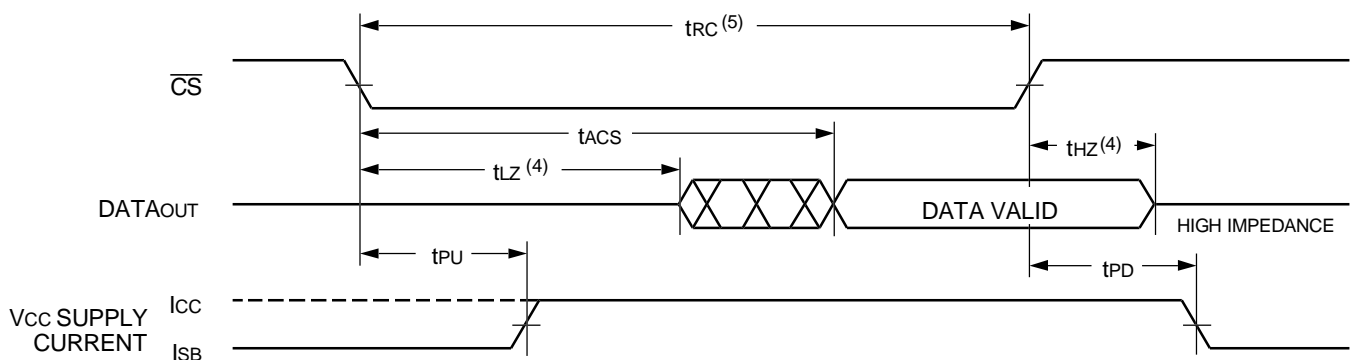 tRC (5)
CS
tACS
tHZ (4)
tLZ (4)
DATAOUT
DATA VALID
HIGH IMPEDANCE
tPU
tPD
ICC
VCC SUPPLY
CURRENT
ISB